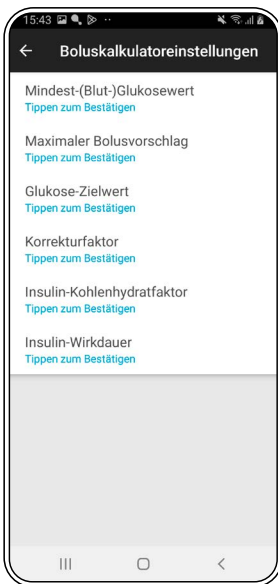 15:43
Boluskalkulatoreinstellungen
Mindest-(Blut-)Glukosewert
Tippen zum Bestätigen
Maximaler Bolusvorschlag
Tippen zum Bestätigen
Glukose-Zielwert
Tippen zum Bestätigen
Korrekturfaktor
Tippen zum Bestätigen
Insulin-Kohlenhydratfaktor
Tippen zum Bestätigen
Insulin-Wirkdauer
Tippen zum Bestätigen